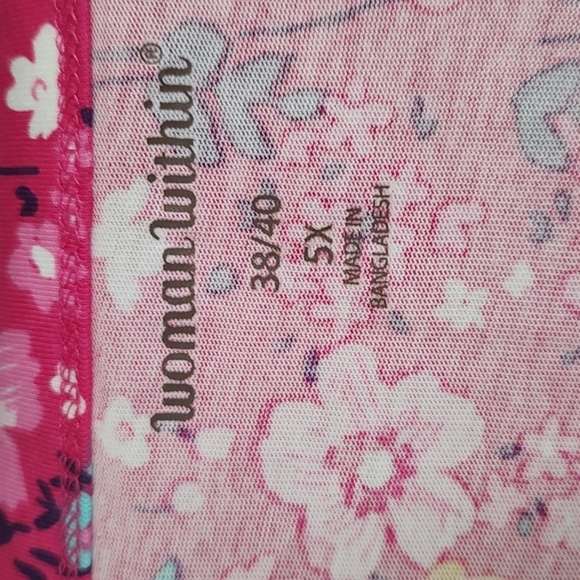 woman within®
38/40
5X
MADE IN
BANGLADESH